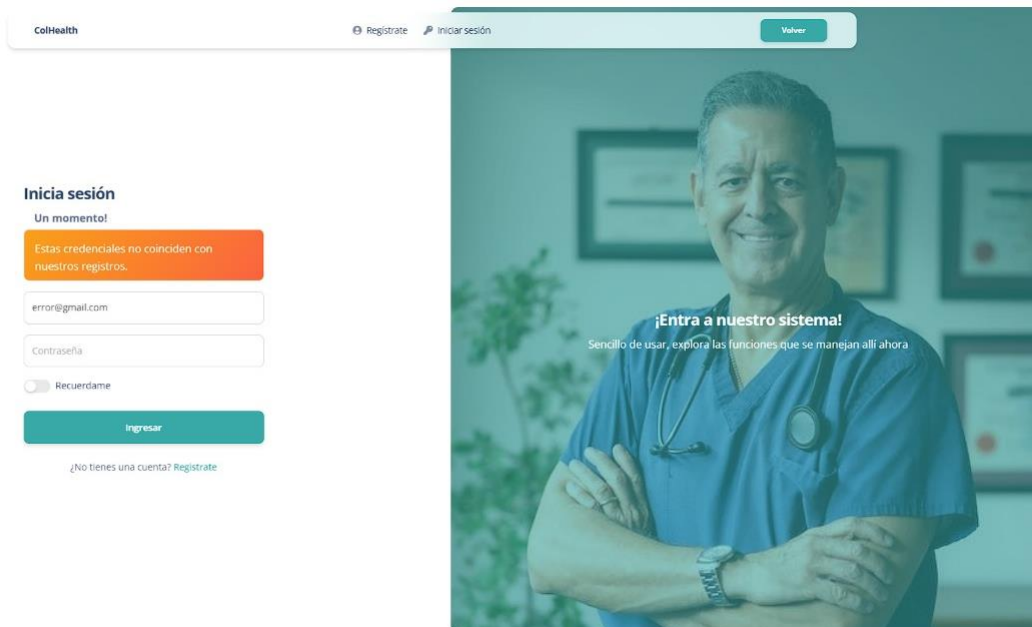 ColHealth
Regístrate
Iniciar sesión
Volver
Inicia sesión
Un momento!
Estas credenciales no coinciden con
nuestros registros.
error@gmail.com
Contraseña
Recuerdame
Ingresar
¿No tienes una cuenta? Registrate
¡Entra a nuestro sistema!
Sencillo de usar, explora las funciones que se manejan allí ahora